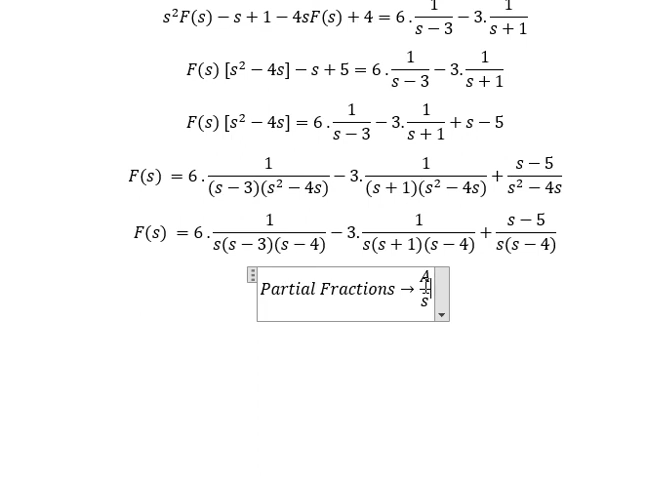 s²F(s) − s + 1 − 4sF(s) + 4 = 6 . 1/(s − 3) − 3. 1/(s + 1)
F(s) [s² − 4s] − s + 5 = 6 . 1/(s − 3) − 3. 1/(s + 1)
F(s) [s² − 4s] = 6 . 1/(s − 3) − 3. 1/(s + 1) + s − 5
F(s) = 6 . 1/((s − 3)(s² − 4s)) − 3. 1/((s + 1)(s² − 4s)) + (s − 5)/(s² − 4s)
F(s) = 6 . 1/(s(s − 3)(s − 4)) − 3. 1/(s(s + 1)(s − 4)) + (s − 5)/(s(s − 4))
Partial Fractions → A/s